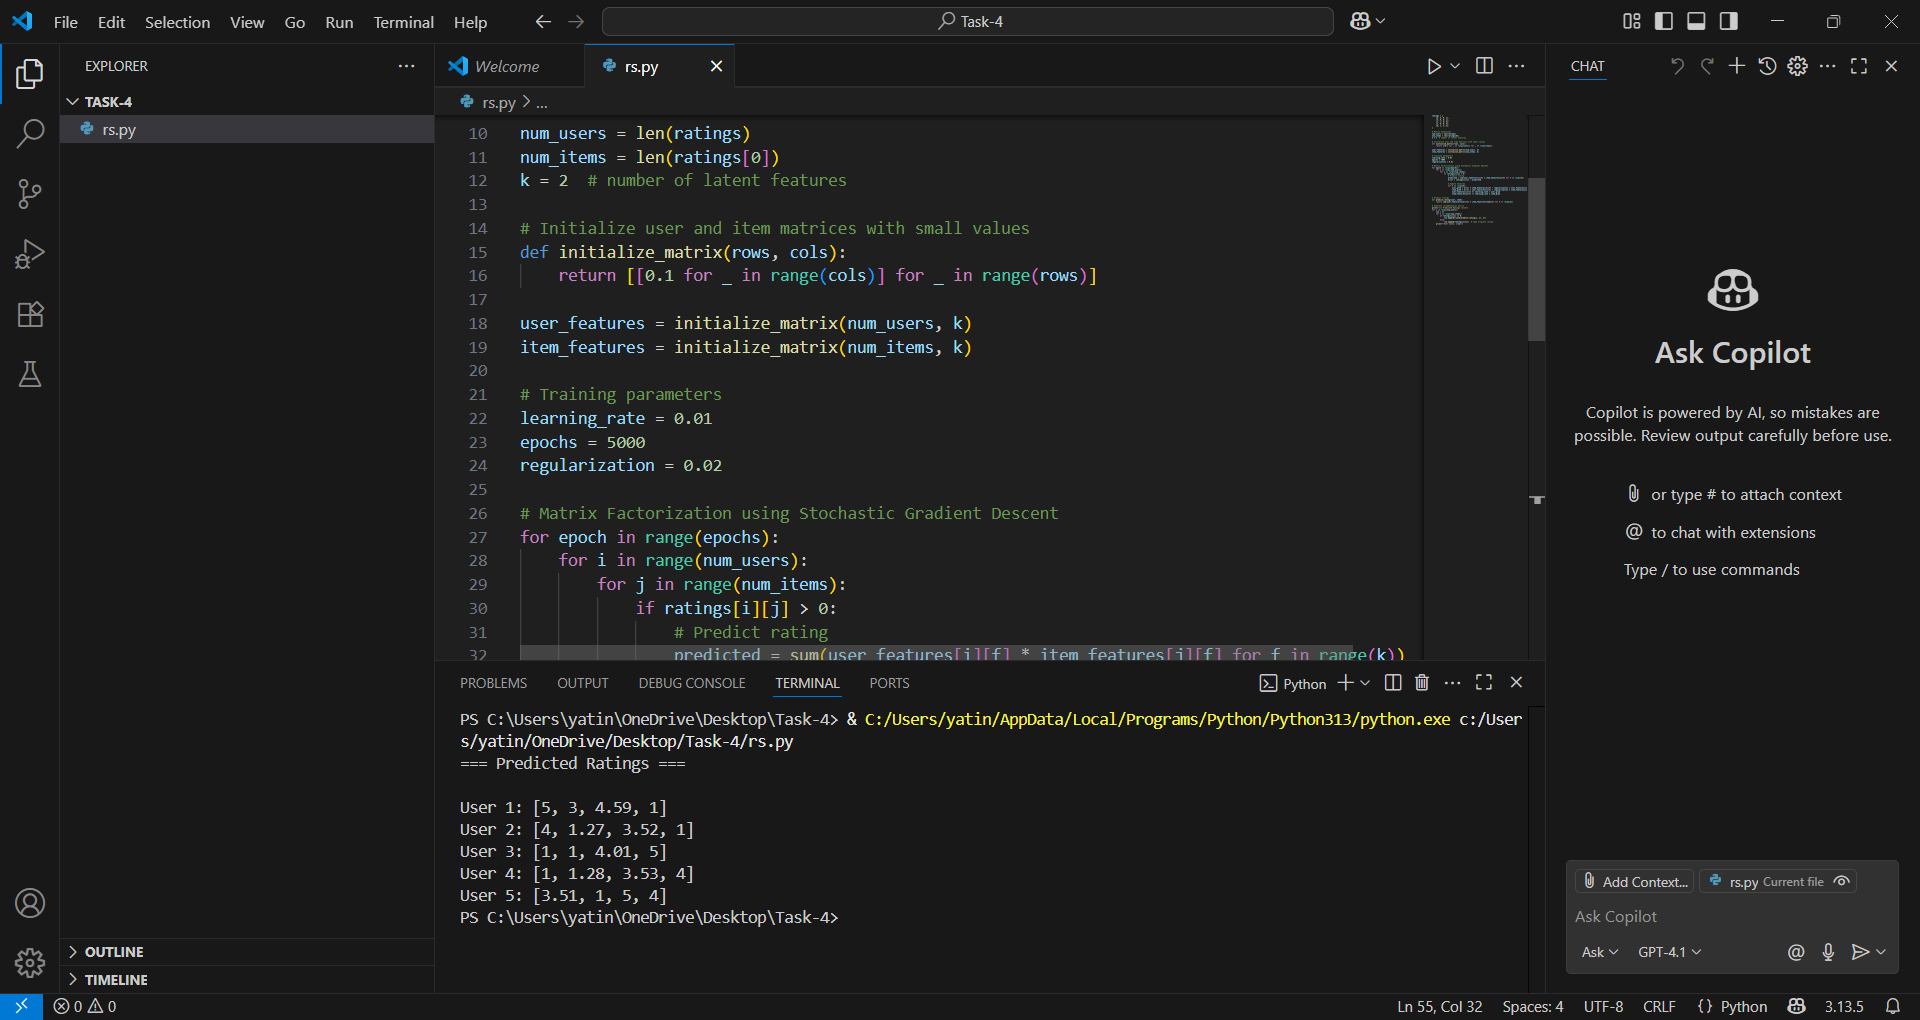 File Edit Selection View Go Run Terminal Help
Task-4
EXPLORER
TASK-4
rs.py
OUTLINE
TIMELINE
Welcome
rs.py
rs.py > ...
10 num_users = len(ratings)
11 num_items = len(ratings[0])
12 k = 2  # number of latent features
13
14 # Initialize user and item matrices with small values
15 def initialize_matrix(rows, cols):
16     return [[0.1 for _ in range(cols)] for _ in range(rows)]
17
18 user_features = initialize_matrix(num_users, k)
19 item_features = initialize_matrix(num_items, k)
20
21 # Training parameters
22 learning_rate = 0.01
23 epochs = 5000
24 regularization = 0.02
25
26 # Matrix Factorization using Stochastic Gradient Descent
27 for epoch in range(epochs):
28     for i in range(num_users):
29         for j in range(num_items):
30             if ratings[i][j] > 0:
31                 # Predict rating
32                 predicted = sum(user_features[i][f] * item_features[j][f] for f in range(k))
PROBLEMS OUTPUT DEBUG CONSOLE TERMINAL PORTS
Python
PS C:\Users\yatin\OneDrive\Desktop\Task-4> & C:/Users/yatin/AppData/Local/Programs/Python/Python313/python.exe c:/User
s/yatin/OneDrive/Desktop/Task-4/rs.py
=== Predicted Ratings ===
User 1: [5, 3, 4.59, 1]
User 2: [4, 1.27, 3.52, 1]
User 3: [1, 1, 4.01, 5]
User 4: [1, 1.28, 3.53, 4]
User 5: [3.51, 1, 5, 4]
PS C:\Users\yatin\OneDrive\Desktop\Task-4>
CHAT
Ask Copilot
Copilot is powered by AI, so mistakes are
possible. Review output carefully before use.
or type # to attach context
@ to chat with extensions
Type / to use commands
Add Context...
rs.py Current file
Ask Copilot
Ask
GPT-4.1
@
0 0
Ln 55, Col 32 Spaces: 4 UTF-8 CRLF {} Python 3.13.5